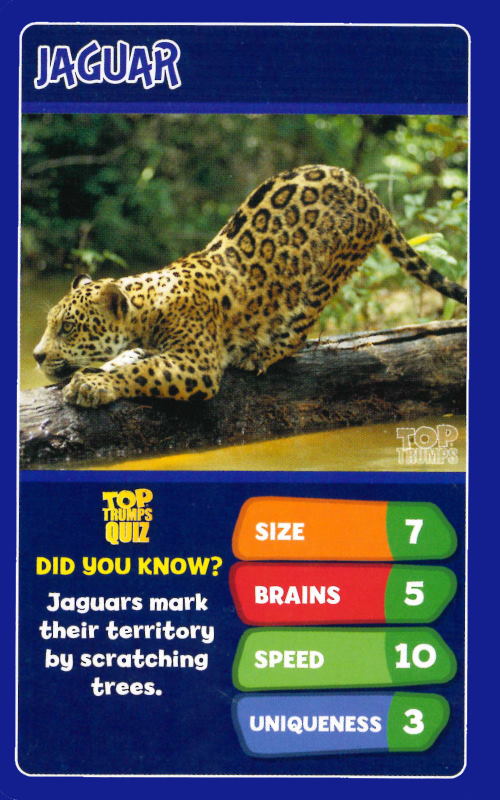 JAGUAR
TOP
TRUMPS
TOP
TRUMPS
QUIZ
DID YOU KNOW?
Jaguars mark
their territory
by scratching
trees.
SIZE 7
BRAINS 5
SPEED 10
UNIQUENESS 3